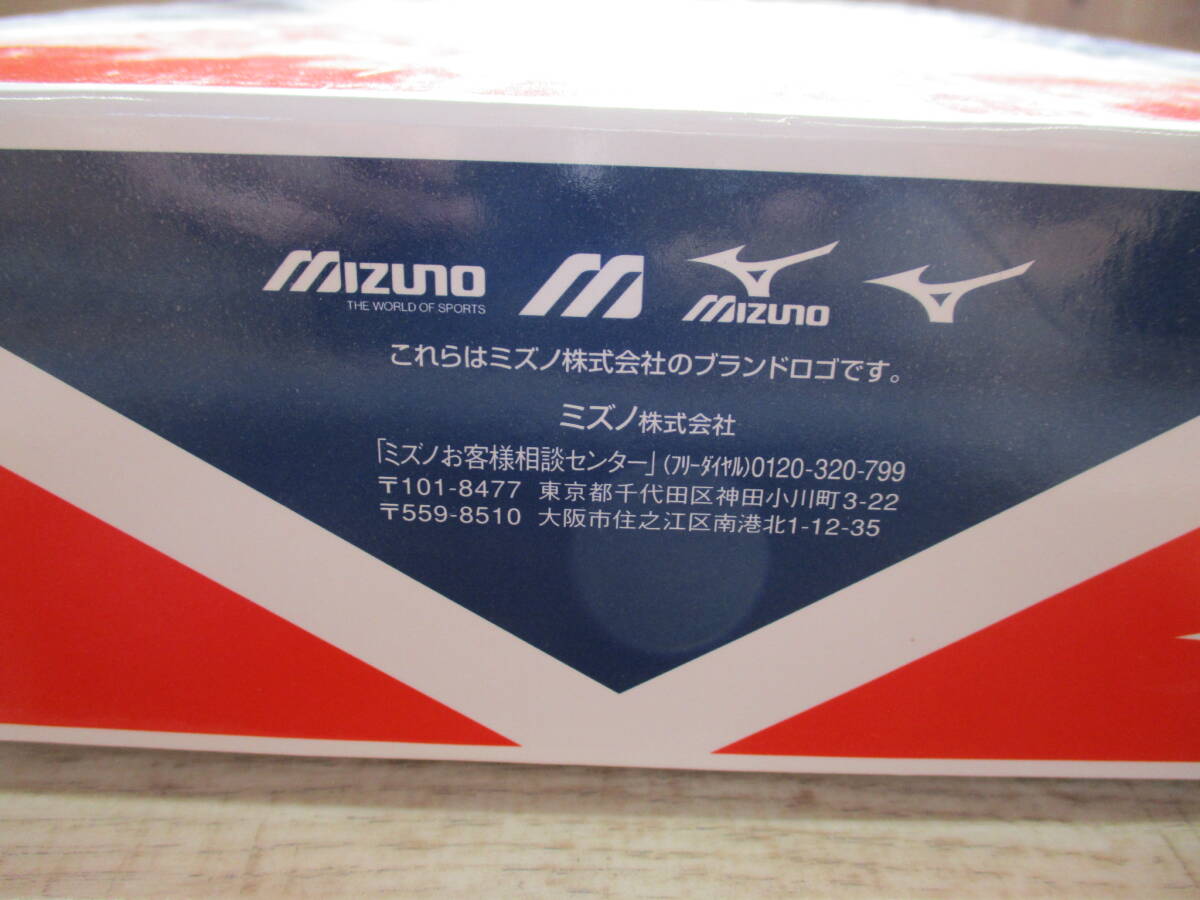 MIZUNO M
THE WORLD OF SPORTS MIZUNO
これらはミズノ株式会社のブランドロゴです。
ミズノ株式会社
「ミズノお客様相談センター」(フリーダイヤル)0120-320-799
〒101-8477 東京都千代田区神田小川町3-22
〒559-8510 大阪市住之江区南港北1-12-35